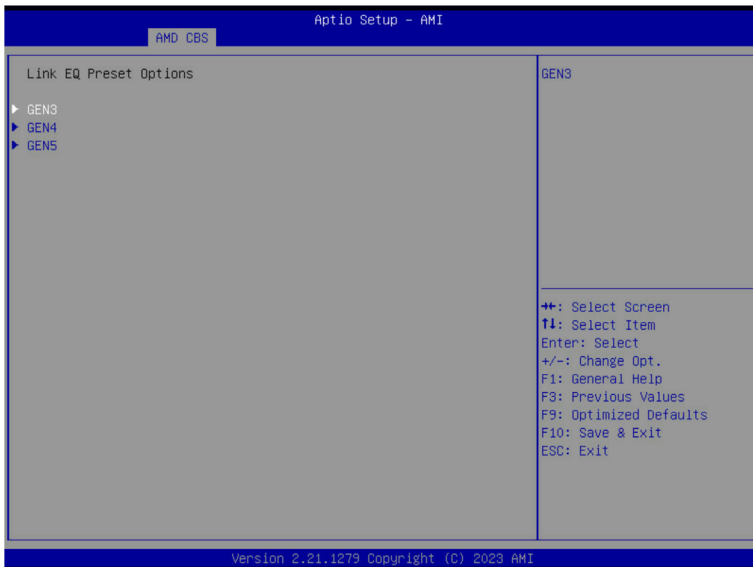 Aptio Setup – AMI
AMD CBS
Link EQ Preset Options
GEN3
GEN4
GEN5
GEN3
→←: Select Screen
↑↓: Select Item
Enter: Select
+/-: Change Opt.
F1: General Help
F3: Previous Values
F9: Optimized Defaults
F10: Save & Exit
ESC: Exit
Version 2.21.1279 Copyright (C) 2023 AMI